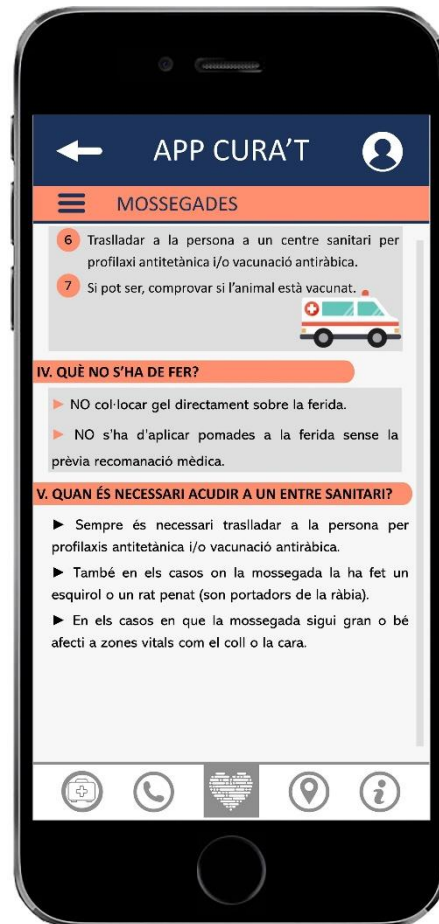 APP CURA'T
MOSSEGADES
6 Traslladar a la persona a un centre sanitari per
profilaxi antitetànica i/o vacunació antiràbica.
7 Si pot ser, comprovar si l'animal està vacunat.
IV. QUÈ NO S'HA DE FER?
► NO col·locar gel directament sobre la ferida.
► NO s'ha d'aplicar pomades a la ferida sense la
prèvia recomanació mèdica.
V. QUAN ÉS NECESSARI ACUDIR A UN ENTRE SANITARI?
► Sempre és necessari traslladar a la persona per
profilaxis antitetànica i/o vacunació antiràbica.
► També en els casos on la mossegada la ha fet un
esquirol o un rat penat (son portadors de la ràbia).
► En els casos en que la mossegada sigui gran o bé
afecti a zones vitals com el coll o la cara.